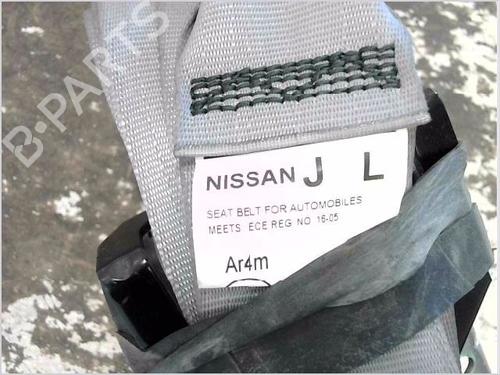 B-PARTS
NISSAN J L
SEAT BELT FOR AUTOMOBILES
MEETS ECE REG NO 16-05
Ar4m